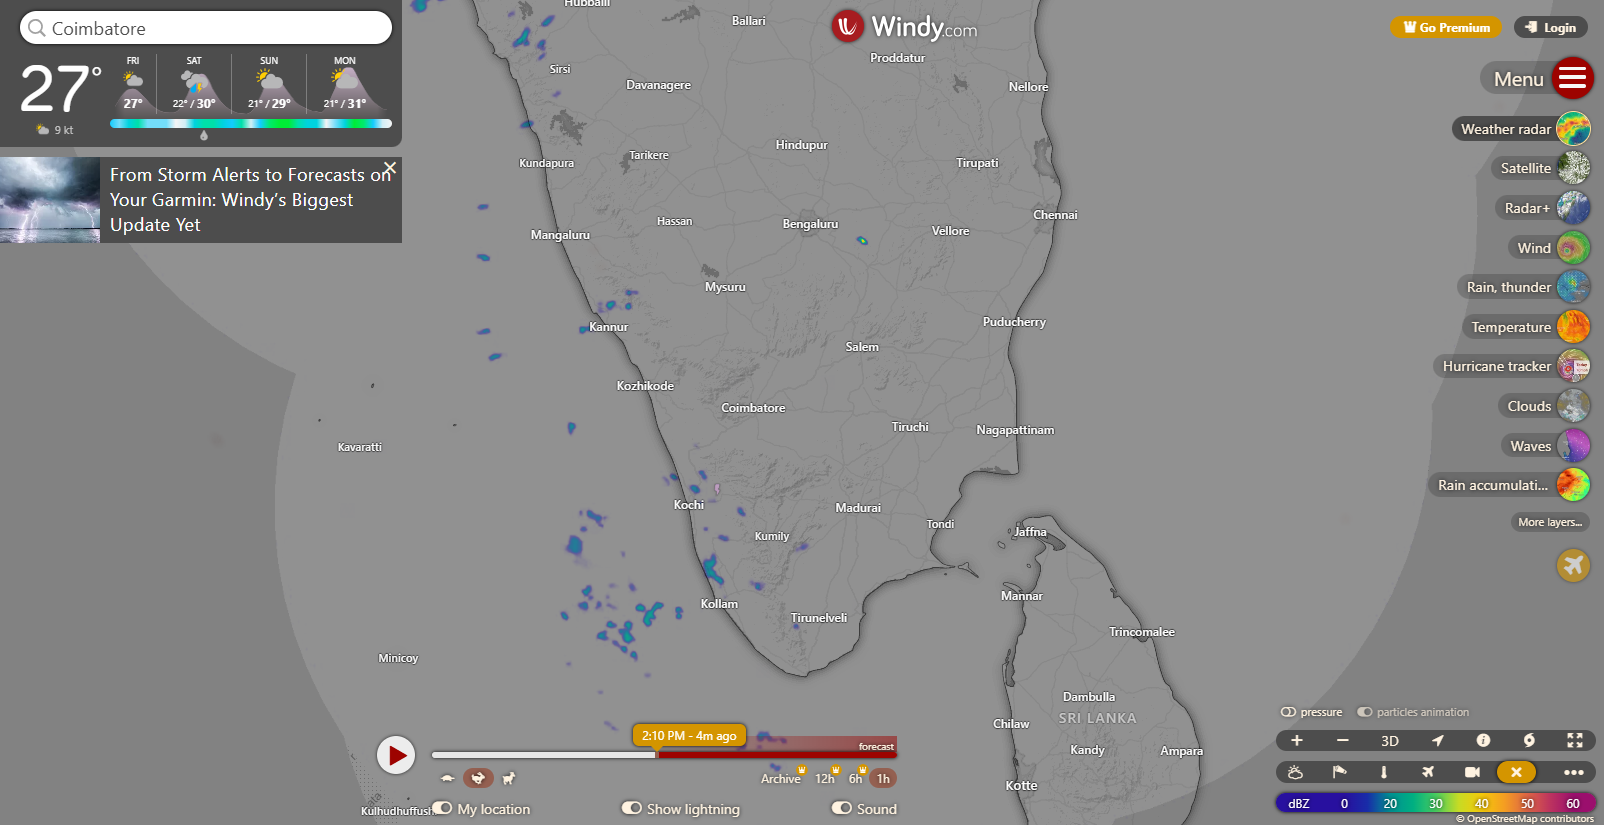 Coimbatore
27°
9 kt
FRI
SAT
SUN
MON
27°
22° / 30°
21° / 29°
21° / 31°
From Storm Alerts to Forecasts on
Your Garmin: Windy's Biggest
Update Yet
Windy.com
Go Premium
Login
Menu
Weather radar
Satellite
Radar+
Wind
Rain, thunder
Temperature
Hurricane tracker
Clouds
Waves
Rain accumulati...
More layers...
Hubballi
Ballari
Proddatur
Sirsi
Davanagere
Nellore
Hindupur
Kundapura
Tarikere
Tirupati
Chennai
Hassan
Bengaluru
Mangaluru
Vellore
Mysuru
Puducherry
Kannur
Salem
Kozhikode
Coimbatore
Tiruchi
Nagapattinam
Kavaratti
Kochi
Madurai
Tondi
Jaffna
Kumily
Mannar
Kollam
Tirunelveli
Trincomalee
Minicoy
Dambulla
SRI LANKA
Chilaw
Kandy
Ampara
Kotte
Kulhudhuffush
2:10 PM - 4m ago
forecast
Archive
12h
6h
1h
My location
Show lightning
Sound
pressure
particles animation
+
−
3D
dBZ
0
20
30
40
50
60
© OpenStreetMap contributors